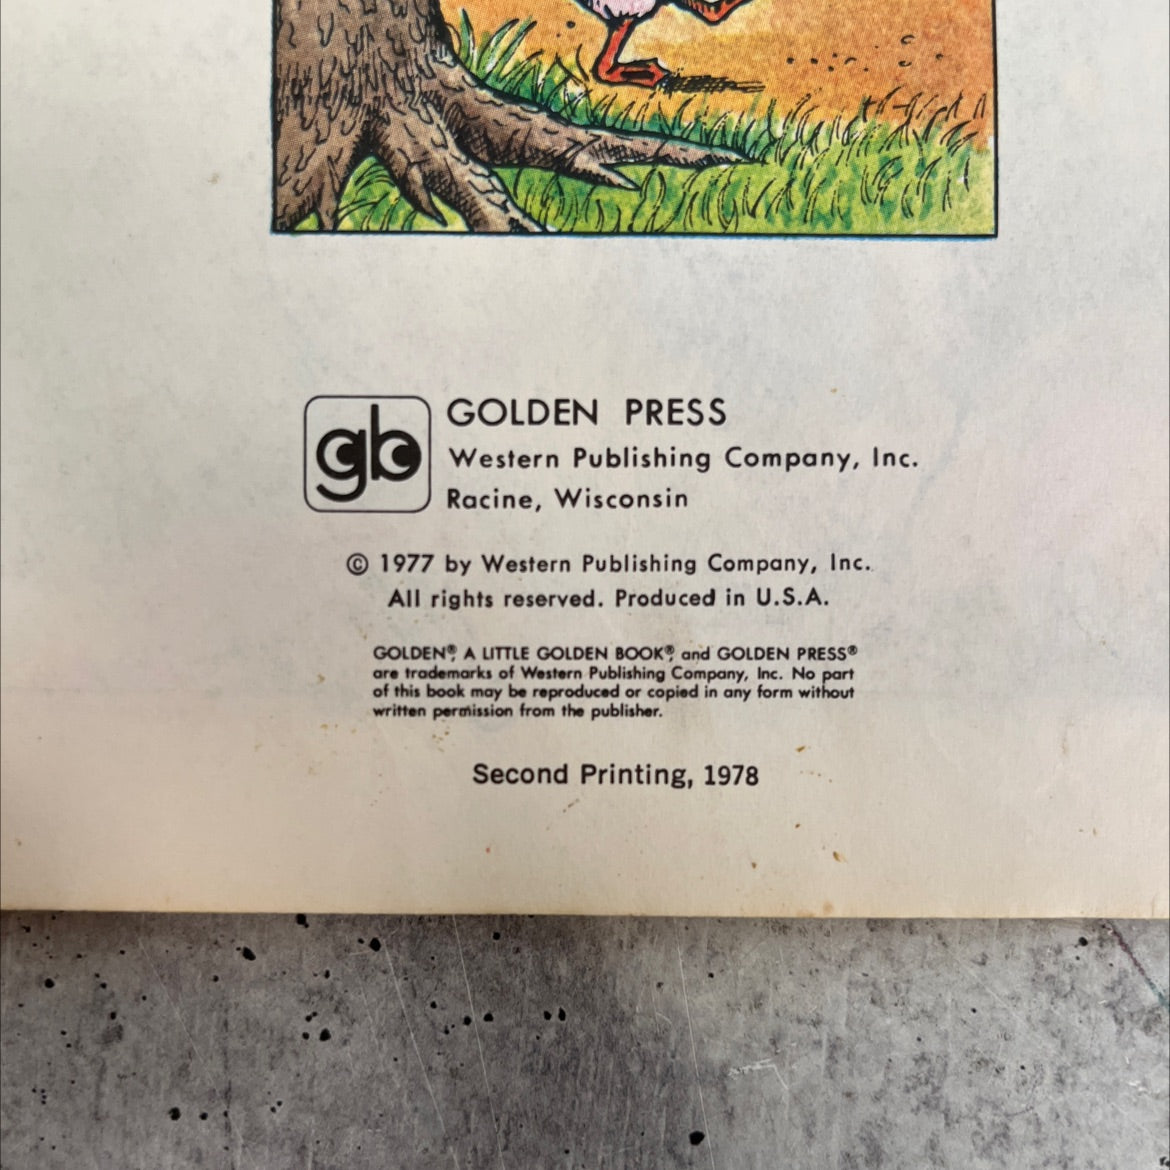 gb
GOLDEN PRESS
Western Publishing Company, Inc.
Racine, Wisconsin
© 1977 by Western Publishing Company, Inc.
All rights reserved. Produced in U.S.A.
GOLDEN®, A LITTLE GOLDEN BOOK®, and GOLDEN PRESS®
are trademarks of Western Publishing Company, Inc. No part
of this book may be reproduced or copied in any form without
written permission from the publisher.
Second Printing, 1978